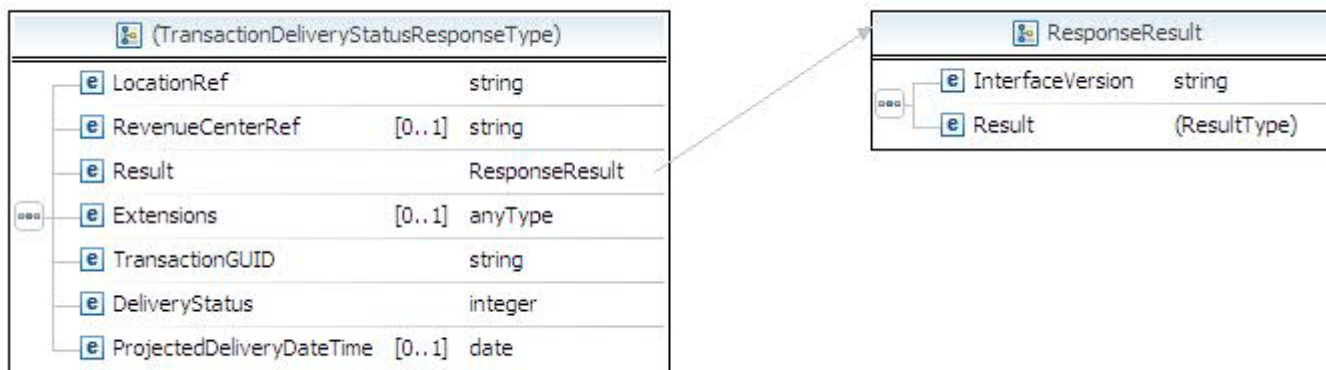 (TransactionDeliveryStatusResponseType)
e LocationRef string
e RevenueCenterRef [0..1] string
e Result ResponseResult
e Extensions [0..1] anyType
e TransactionGUID string
e DeliveryStatus integer
e ProjectedDeliveryDateTime [0..1] date
ResponseResult
e InterfaceVersion string
e Result (ResultType)